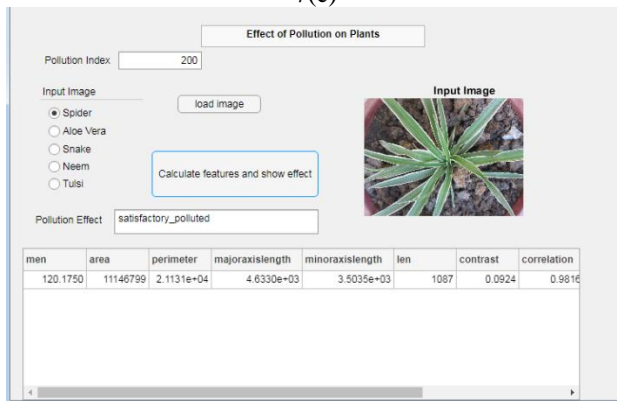 Effect of Pollution on Plants
Pollution Index 200
Input Image
Spider
Aloe Vera
Snake
Neem
Tulsi
load image
Calculate features and show effect
Input Image
Pollution Effect satisfactory_polluted
men area perimeter majoraxislength minoraxislength len contrast correlation
120.1750 11146799 2.1131e+04 4.6330e+03 3.5035e+03 1087 0.0924 0.9816